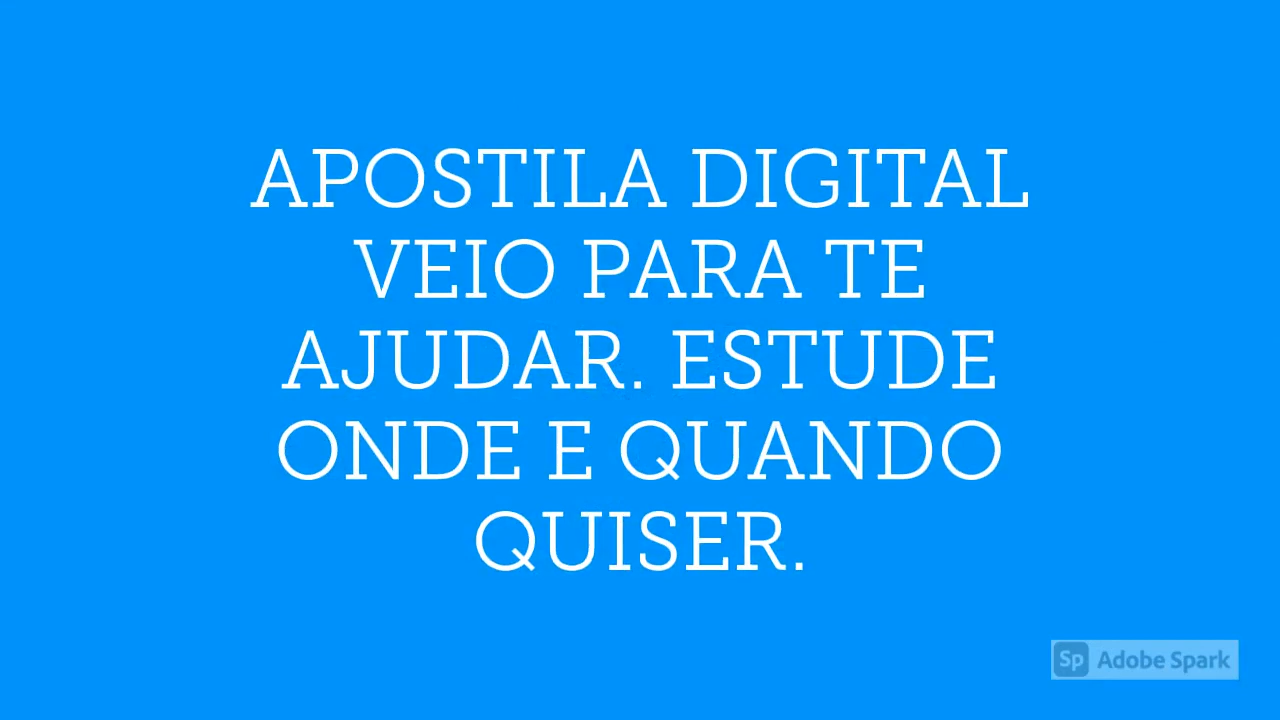 APOSTILA DIGITAL
VEIO PARA TE
AJUDAR. ESTUDE
ONDE E QUANDO
QUISER.
Sp Adobe Spark